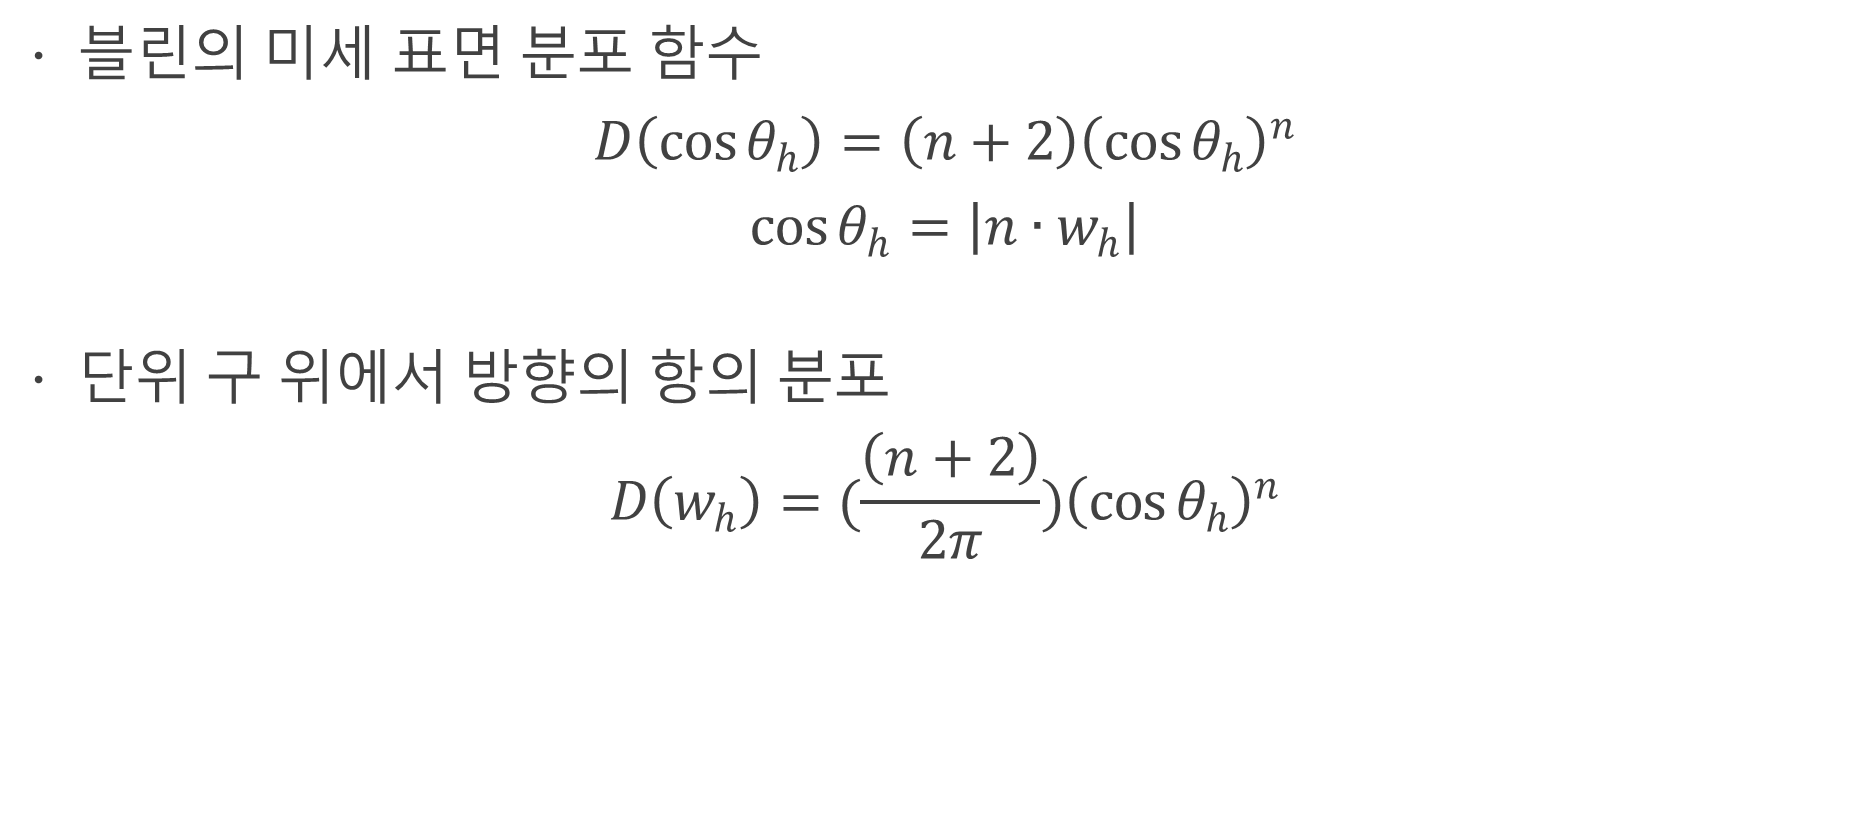 · 블린의 미세 표면 분포 함수
D(cos θ_h) = (n + 2)(cos θ_h)^n
cos θ_h = |n · w_h|
· 단위 구 위에서 방향의 항의 분포
D(w_h) = ((n + 2)/2π)(cos θ_h)^n